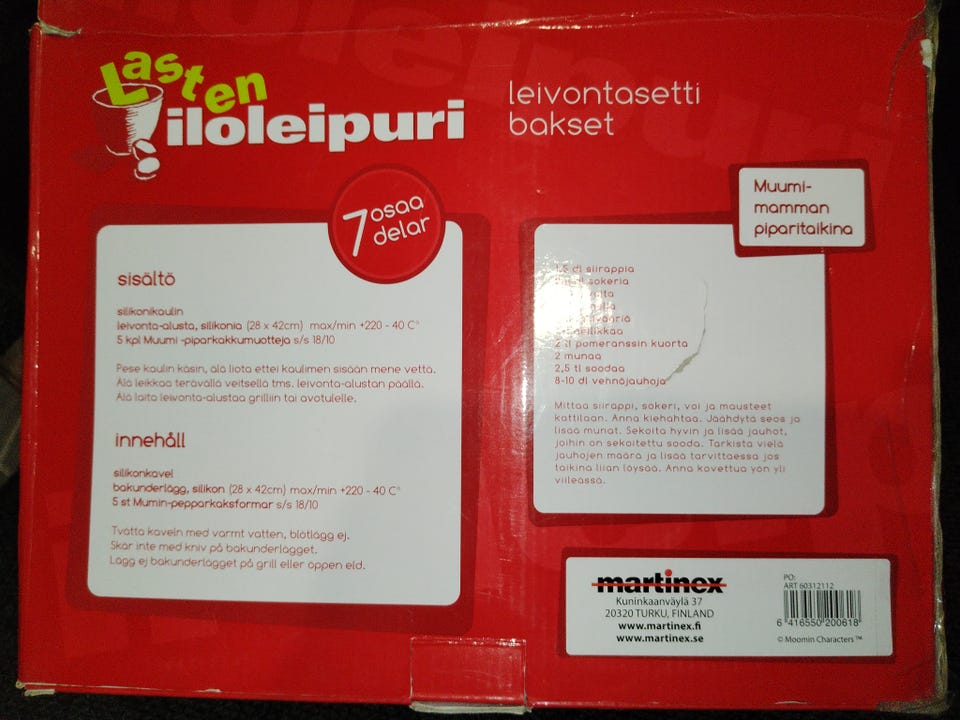 Lasten
iloleipuri
leivontasetti
bakset
7 osaa
delar
Muumi-
mamman
piparitaikina
sisältö
silikonikaulin
leivonta-alusta, silikonia (28 x 42cm) max/min +220 - 40 C°
5 kpl Muumi -piparkakkumuotteja s/s 18/10
Pese kaulin käsin, älä liota ettei kaulimen sisään mene vettä.
Älä leikkaa terävällä veitsellä tms. leivonta-alustan päällä.
Älä laita leivonta-alustaa grilliin tai avotulelle.
innehåll
silikonkavel
bakunderlägg, silikon (28 x 42cm) max/min +220 - 40 C°
5 st Mumin-pepparkaksformar s/s 18/10
Tvätta kaveln med varmt vatten, blötlägg ej.
Skär inte med kniv på bakunderlägget.
Lägg ej bakunderlägget på grill eller öppen eld.
1,5 dl siirappia
dl sokeria
pomeranssin kuorta
2 munaa
2,5 tl soodaa
8-10 dl vehnäjauhoja
Mittaa siirappi, sokeri, voi ja mausteet
kattilaan. Anna kiehahtaa. Jäähdytä seos ja
lisää munat. Sekoita hyvin ja lisää jauhot,
joihin on sekoitettu sooda. Tarkista vielä
jauhojen määrä ja lisää tarvittaessa jos
taikina liian löysää. Anna kovettua yön yli
viileässä.
martinex
Kuninkaanväylä 37
20320 TURKU, FINLAND
www.martinex.fi
www.martinex.se
PO:
ART 60312112
6 416550 200618
© Moomin Characters™